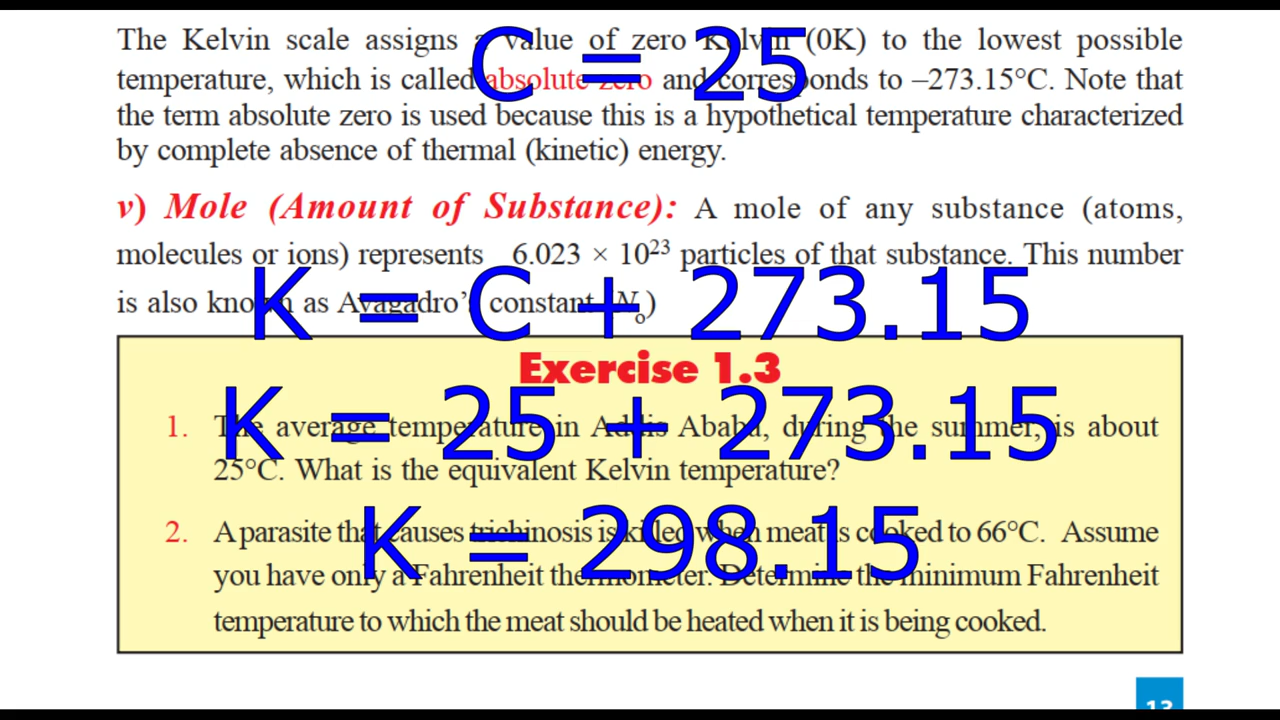 The Kelvin scale assigns a value of zero Kelvin (0K) to the lowest possible
C = 25
temperature, which is called absolute zero and corresponds to –273.15°C. Note that
the term absolute zero is used because this is a hypothetical temperature characterized
by complete absence of thermal (kinetic) energy.
v) Mole (Amount of Substance): A mole of any substance (atoms,
molecules or ions) represents 6.023 × 10²³ particles of that substance. This number
is also known as Avagadro's constant (Nₒ)
K = C + 273.15
Exercise 1.3
1. The average temperature in Addis Ababa, during the summer, is about
K = 25 + 273.15
25°C. What is the equivalent Kelvin temperature?
2. A parasite that causes trichinosis is killed when meat is cooked to 66°C. Assume
K = 298.15
you have only a Fahrenheit thermometer. Determine the minimum Fahrenheit
temperature to which the meat should be heated when it is being cooked.
13